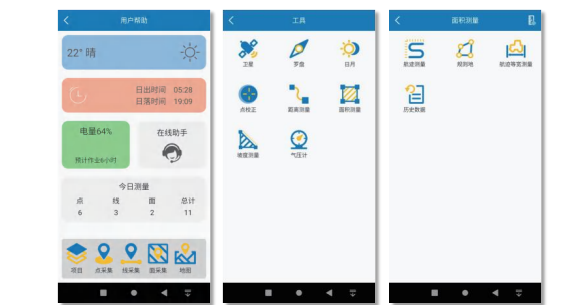 用户帮助
22° 晴
日出时间 05:28
日落时间 19:09
电量64%
预计作业6小时
在线助手
今日测量
点 线 面 总计
6 3 2 11
项目 点采集 线采集 面采集 地图
工具
卫星 罗盘 日月
点校正 距离测量 面积测量
坡度测量 气压计
面积测量
航迹测量 规则地 航迹等宽测量
历史数据